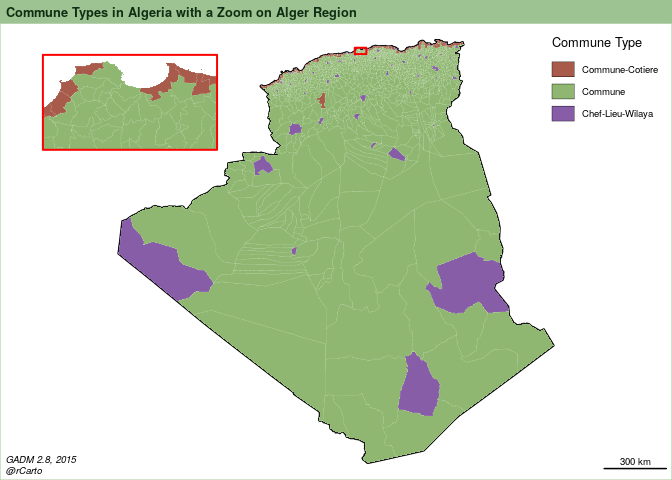 Commune Types in Algeria with a Zoom on Alger Region
Commune Type
Commune-Cotiere
Commune
Chef-Lieu-Wilaya
GADM 2.8, 2015
@rCarto
300 km